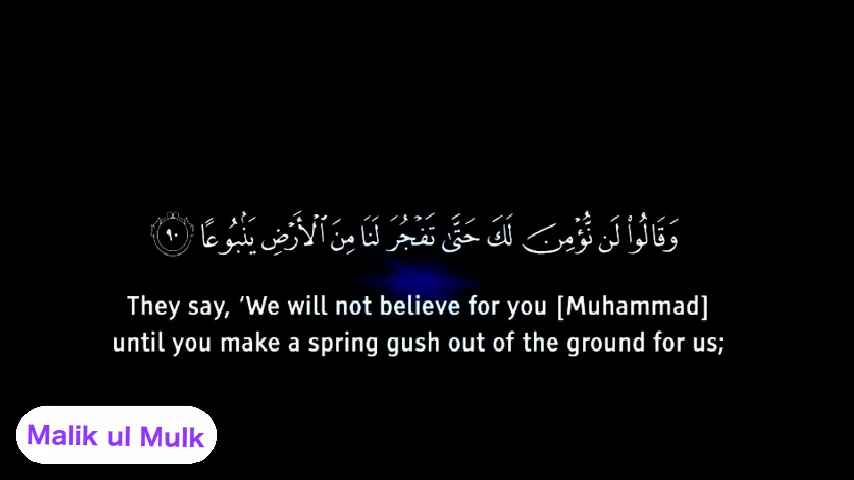 وَقَالُوا۟ لَن نُّؤْمِنَ لَكَ حَتَّىٰ تَفْجُرَ لَنَا مِنَ ٱلْأَرْضِ يَنۢبُوعًا ٩٠
They say, ‘We will not believe for you [Muhammad]
until you make a spring gush out of the ground for us;
Malik ul Mulk